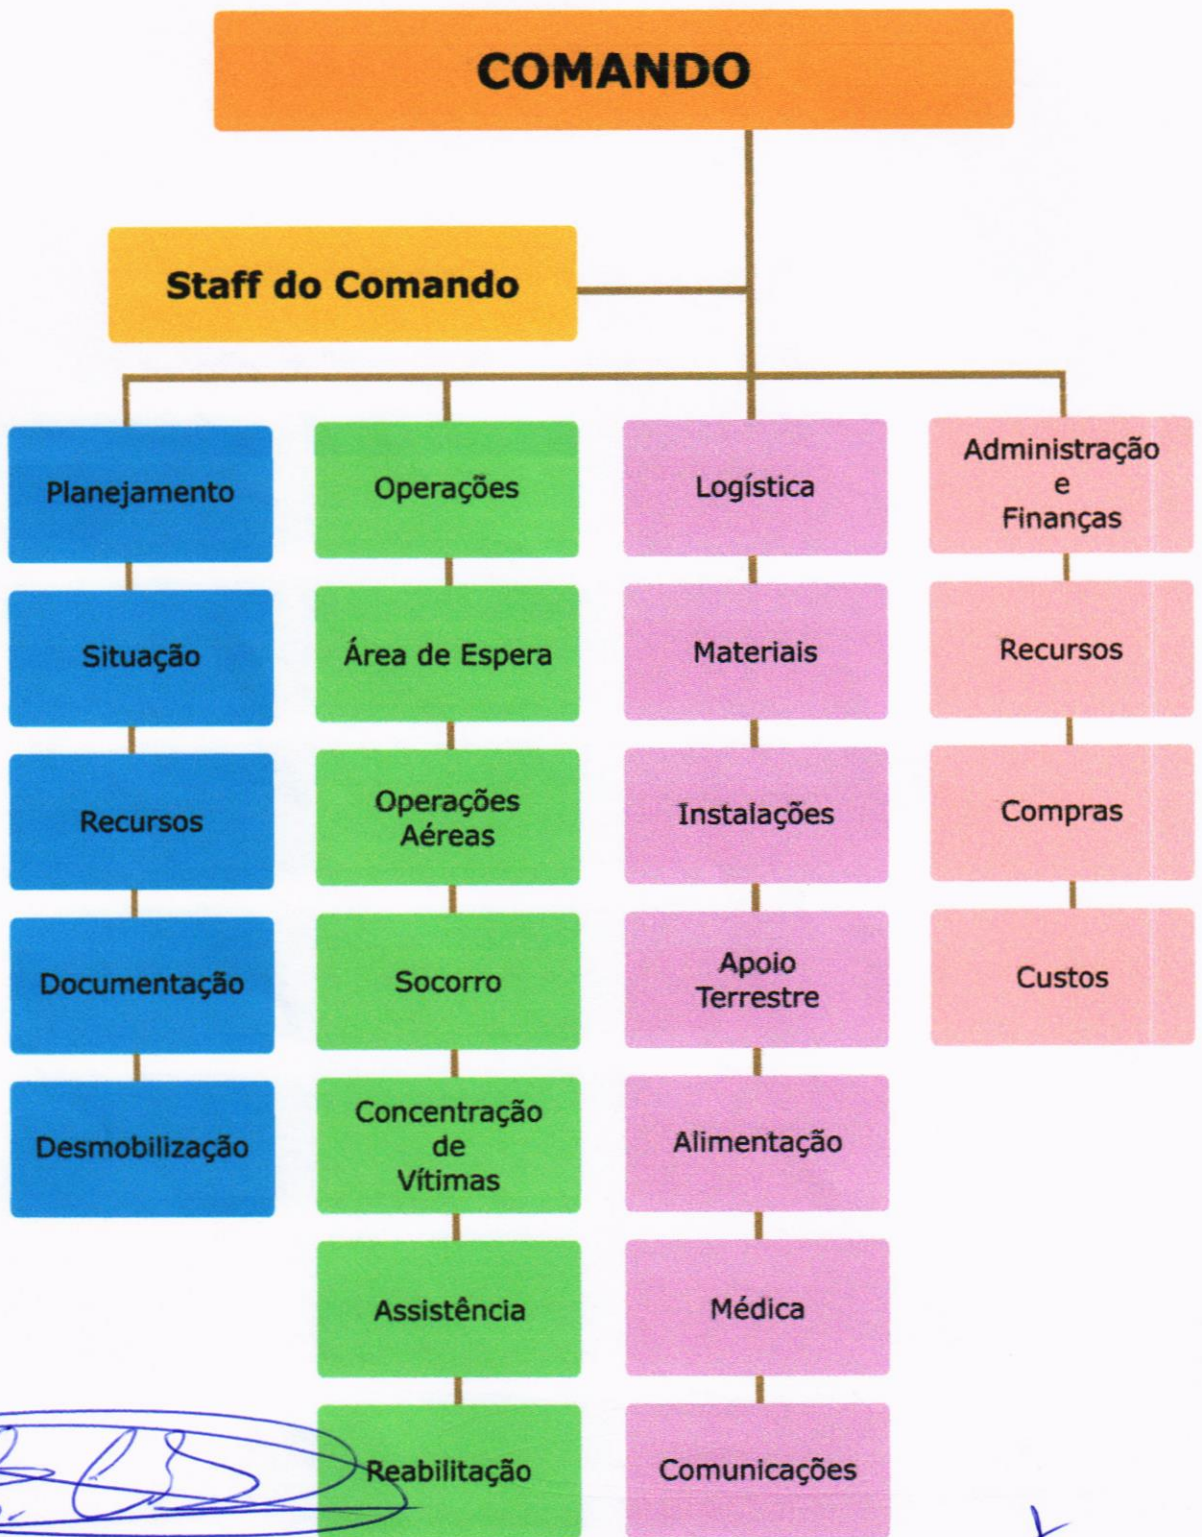 COMANDO
Staff do Comando
Planejamento
Situação
Recursos
Documentação
Desmobilização
Operações
Área de Espera
Operações
Aéreas
Socorro
Concentração
de
Vítimas
Assistência
Reabilitação
Logística
Materiais
Instalações
Apoio
Terrestre
Alimentação
Médica
Comunicações
Administração
e
Finanças
Recursos
Compras
Custos